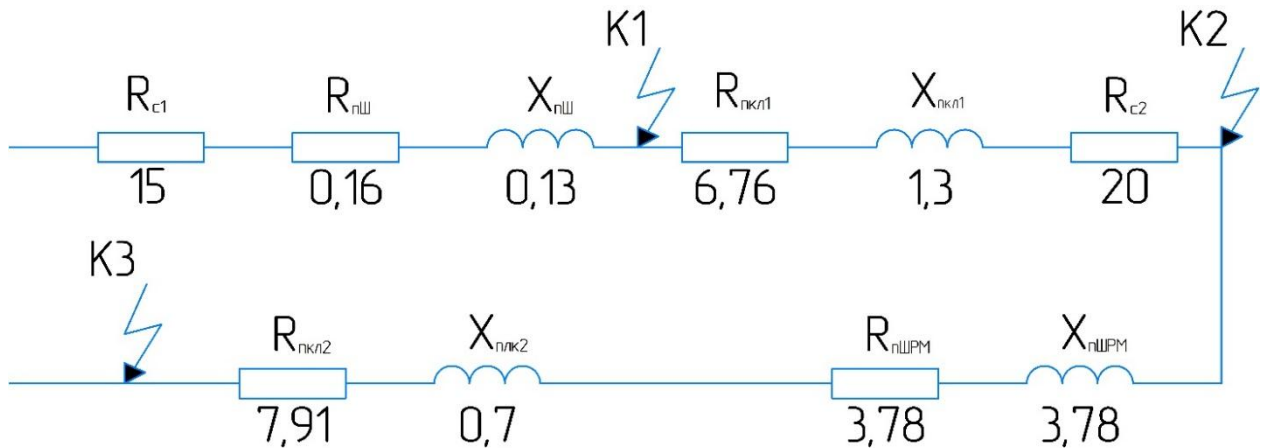 K1
K2
Rс1
RпШ
XпШ
Rпкл1
Xпкл1
Rс2
15
0,16
0,13
6,76
1,3
20
K3
Rпкл2
Xплк2
RпШРМ
XпШРМ
7,91
0,7
3,78
3,78